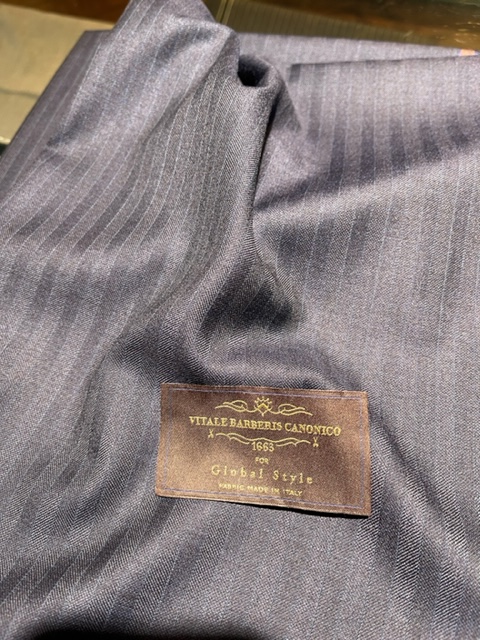 VITALE BARBERIS CANONICO
1663
FOR
Global Style
FABRIC MADE IN ITALY